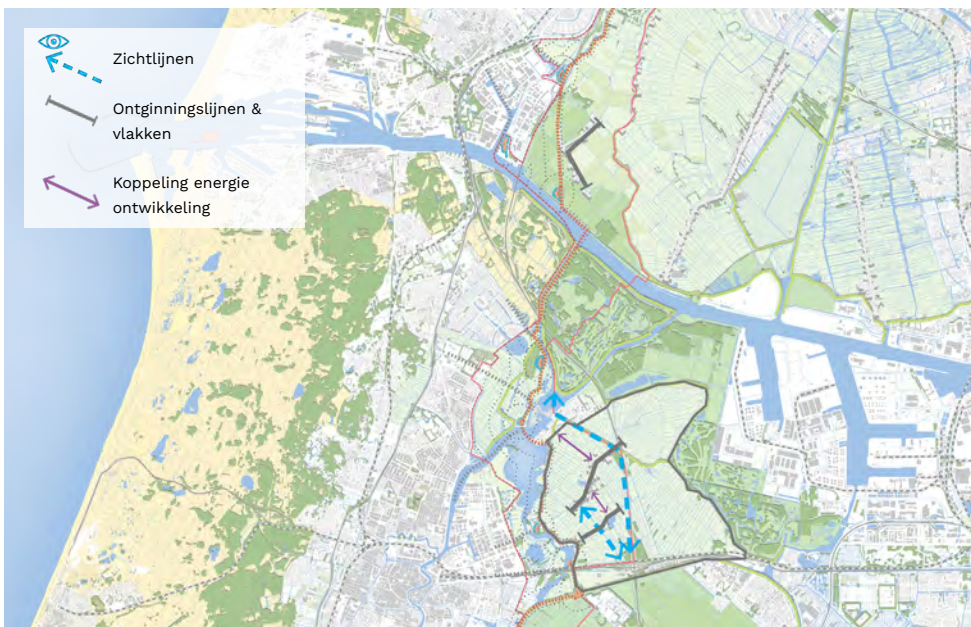 Zichtlijnen
Ontginningslijnen &
vlakken
Koppeling energie
ontwikkeling